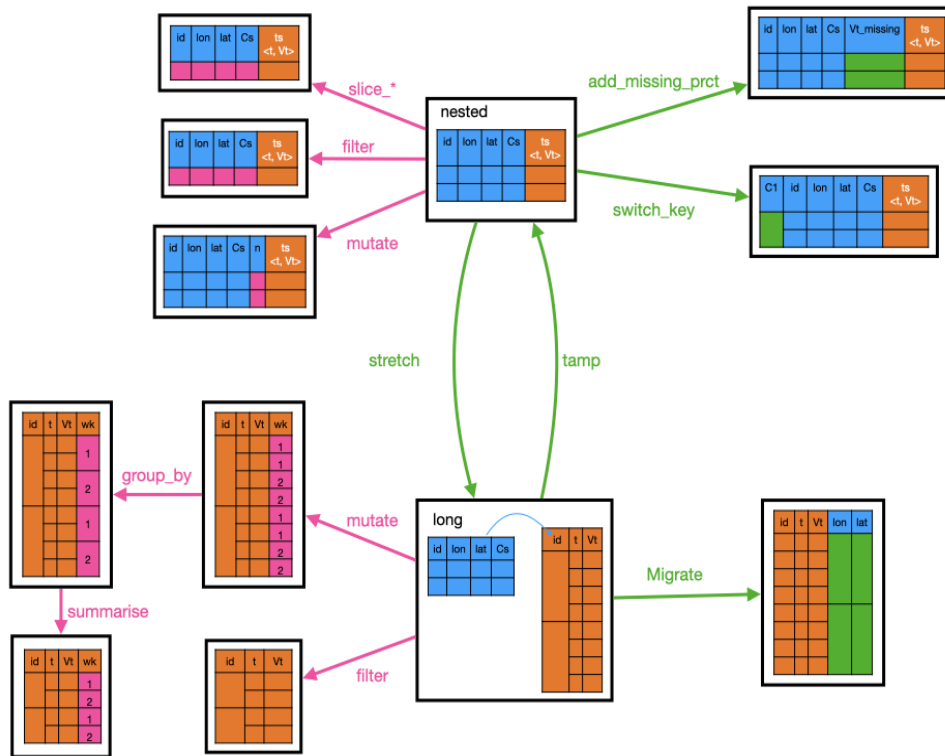 id lon lat Cs ts
<t, Vt>
slice_*
id lon lat Cs Vt_missing ts
<t, Vt>
add_missing_prct
nested
id lon lat Cs ts
<t, Vt>
filter
id lon lat Cs ts
<t, Vt>
switch_key
C1 id lon lat Cs ts
<t, Vt>
mutate
id lon lat Cs n ts
<t, Vt>
stretch
tamp
id t Vt wk
1
2
1
2
group_by
id t Vt wk
1
1
2
2
1
1
2
2
mutate
long
id lon lat Cs
id t Vt
Migrate
id t Vt lon lat
summarise
id t Vt wk
1
2
1
2
filter
id t Vt